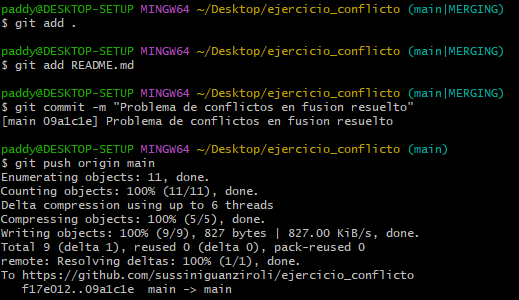 paddy@DESKTOP-SETUP MINGW64 ~/Desktop/ejercicio_conflicto (main|MERGING)
$ git add .
paddy@DESKTOP-SETUP MINGW64 ~/Desktop/ejercicio_conflicto (main|MERGING)
$ git add README.md
paddy@DESKTOP-SETUP MINGW64 ~/Desktop/ejercicio_conflicto (main|MERGING)
$ git commit -m "Problema de conflictos en fusion resuelto"
[main 09a1c1e] Problema de conflictos en fusion resuelto
paddy@DESKTOP-SETUP MINGW64 ~/Desktop/ejercicio_conflicto (main)
$ git push origin main
Enumerating objects: 11, done.
Counting objects: 100% (11/11), done.
Delta compression using up to 6 threads
Compressing objects: 100% (5/5), done.
Writing objects: 100% (9/9), 827 bytes | 827.00 KiB/s, done.
Total 9 (delta 1), reused 0 (delta 0), pack-reused 0
remote: Resolving deltas: 100% (1/1), done.
To https://github.com/sussiniguanziroli/ejercicio_conflicto
f17e012..09a1c1e  main -> main